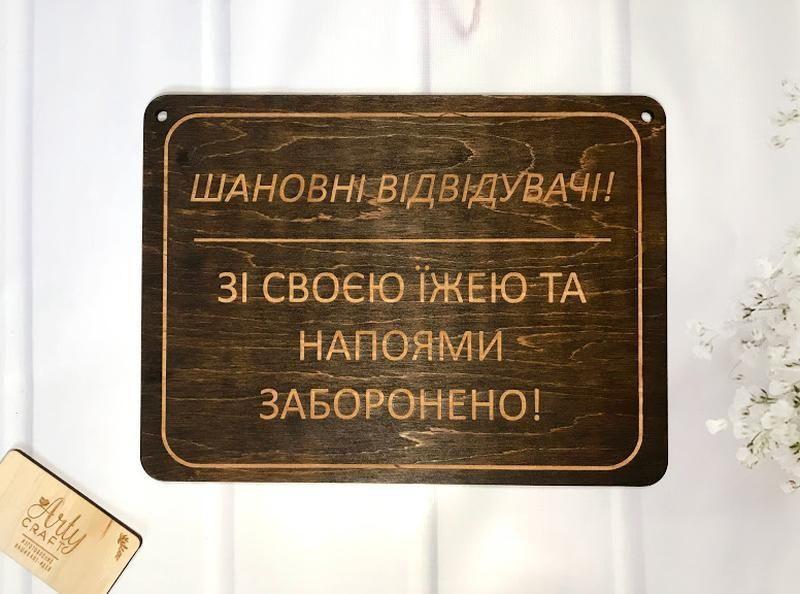 ШАНОВНІ ВІДВІДУВАЧІ!
ЗІ СВОЄЮ ЇЖЕЮ ТА
НАПОЯМИ
ЗАБОРОНЕНО!
Arty
CRAFT